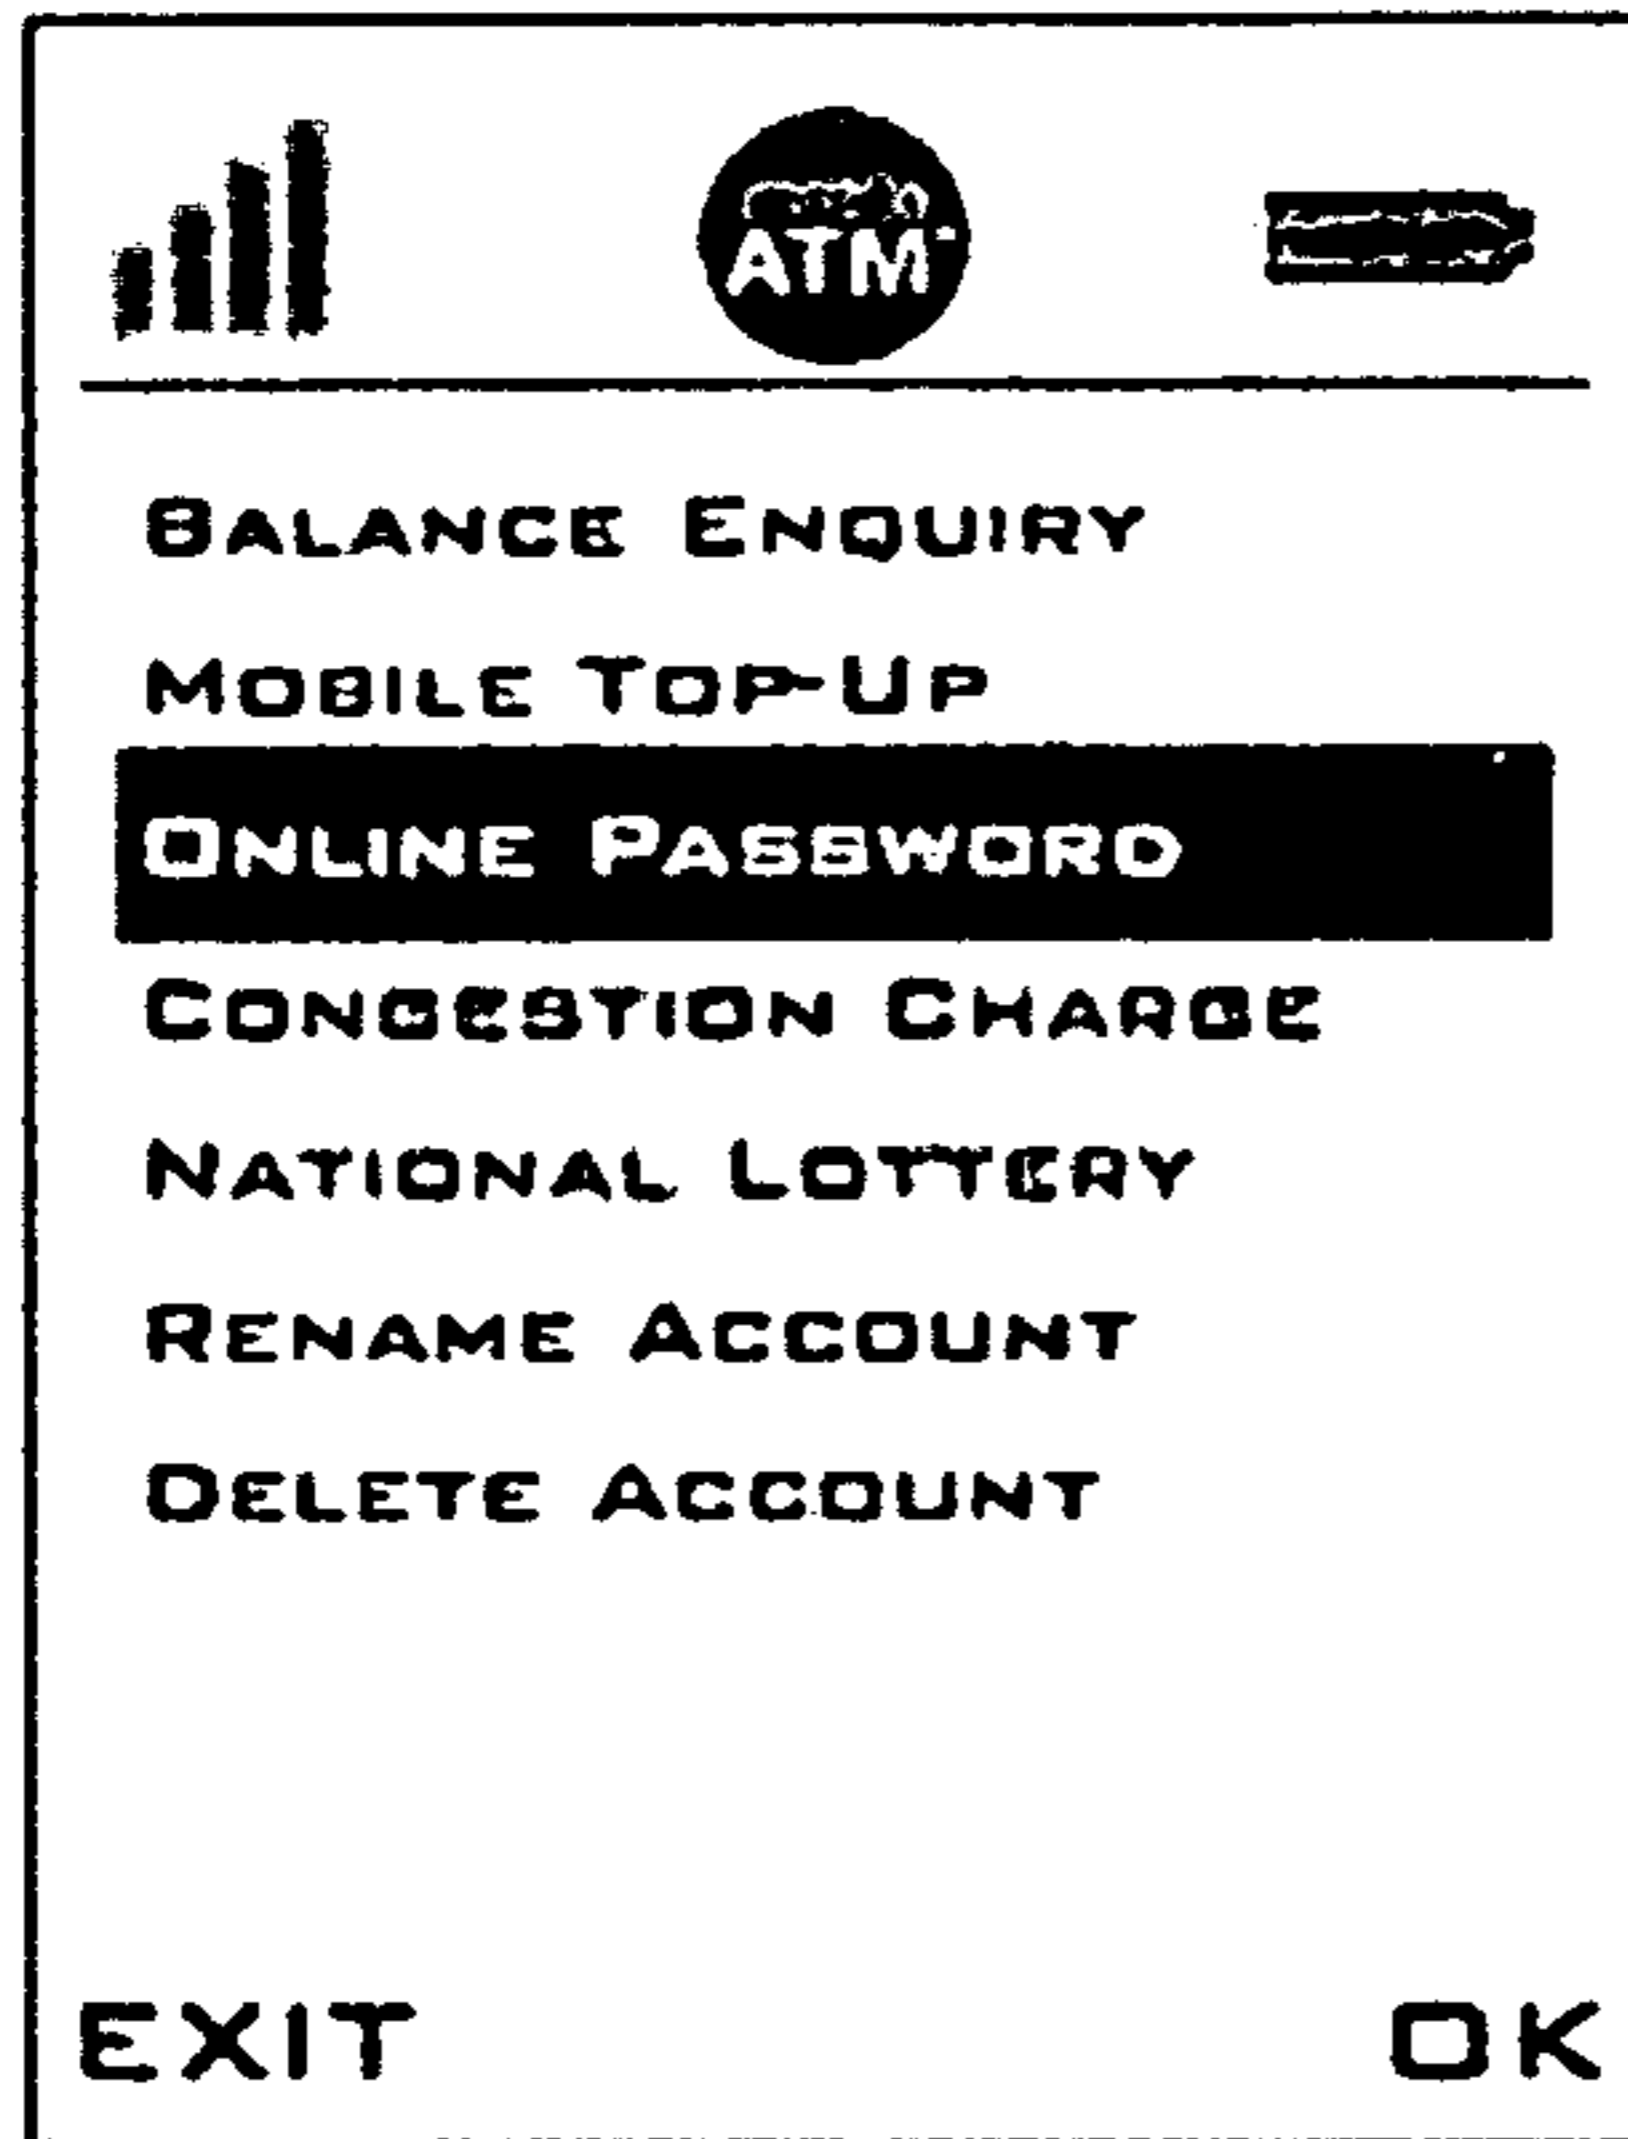 ATM
BALANCE ENQUIRY
MOBILE TOP-UP
ONLINE PASSWORD
CONGESTION CHARGE
NATIONAL LOTTERY
RENAME ACCOUNT
DELETE ACCOUNT
EXIT OK